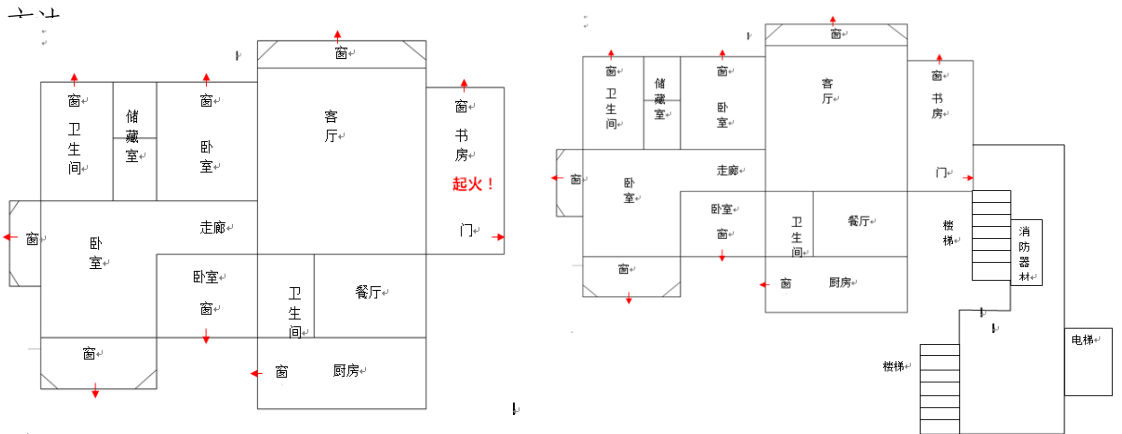 窗
窗
窗
窗
卫生间
储藏室
卧室
客厅
书房
起火！
走廊
门
窗
卧室
卧室
窗
卫生间
餐厅
窗
窗
厨房
窗
窗
窗
窗
卫生间
储藏室
卧室
客厅
书房
走廊
门
窗
卧室
卧室
窗
卫生间
餐厅
楼梯
消防器材
窗
窗
厨房
电梯
楼梯